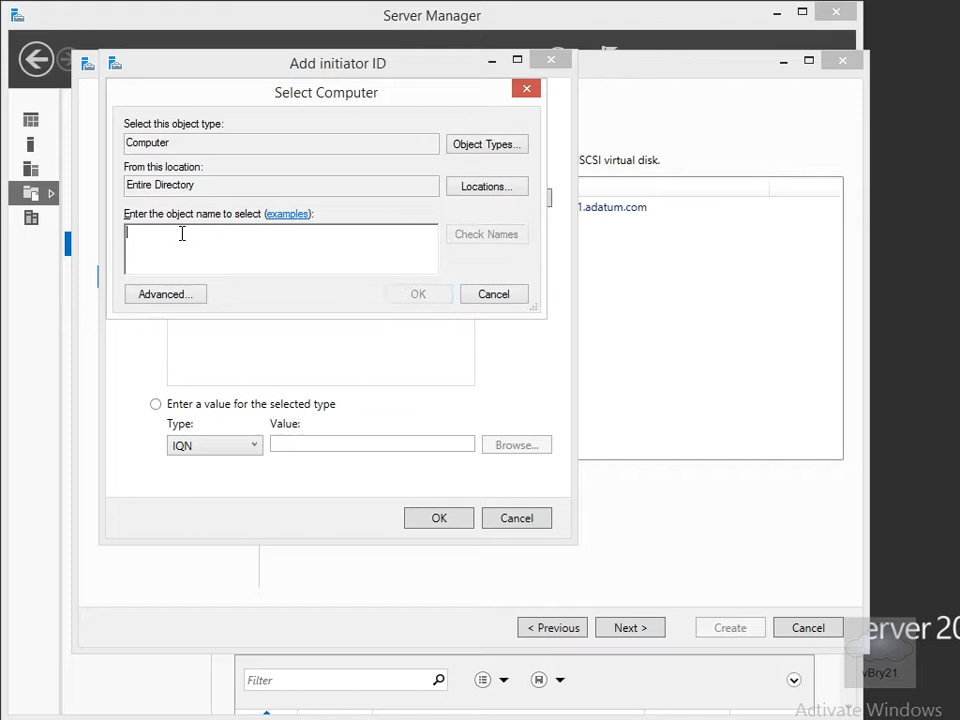 Server Manager
Add initiator ID
Select Computer
Select this object type:
Computer
Object Types...
SCSI virtual disk.
From this location:
Entire Directory
Locations...
1.adatum.com
Enter the object name to select (examples):
Check Names
Advanced...
OK
Cancel
Enter a value for the selected type
Type:
Value:
IQN
Browse...
OK
Cancel
< Previous
Next >
Create
Cancel
erver 20
vBry21
Filter
Activate Windows